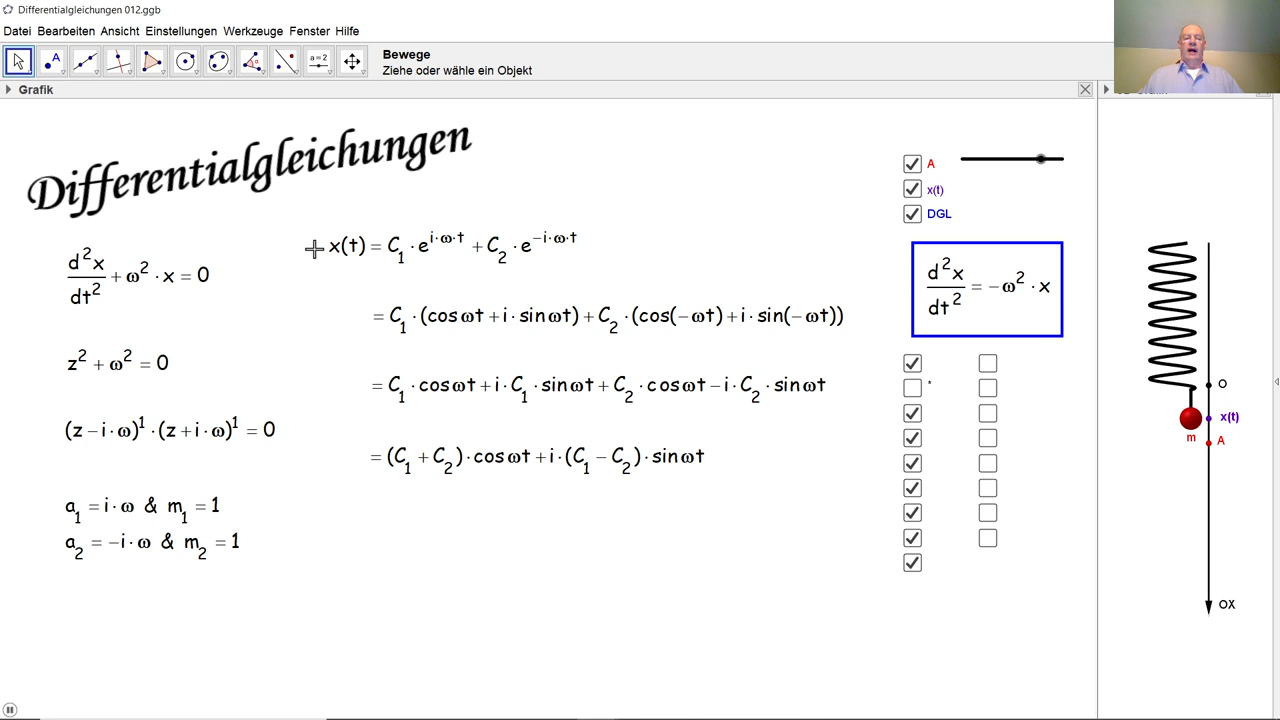 Differentialgleichungen 012.ggb
Datei Bearbeiten Ansicht Einstellungen Werkzeuge Fenster Hilfe
A
a=2
Bewege
Ziehe oder wähle ein Objekt
Grafik
Differentialgleichungen
d²x/dt² + ω² · x = 0
z² + ω² = 0
(z − i · ω)¹ · (z + i · ω)¹ = 0
a₁ = i · ω & m₁ = 1
a₂ = −i · ω & m₂ = 1
x(t) = C₁ · e^(i·ω·t) + C₂ · e^(−i·ω·t)
= C₁ · (cos ωt + i · sin ωt) + C₂ · (cos(−ωt) + i · sin(−ωt))
= C₁ · cos ωt + i · C₁ · sin ωt + C₂ · cos ωt − i · C₂ · sin ωt
= (C₁ + C₂) · cos ωt + i · (C₁ − C₂) · sin ωt
A
x(t)
DGL
d²x/dt² = −ω² · x
*
O
x(t)
m
A
OX